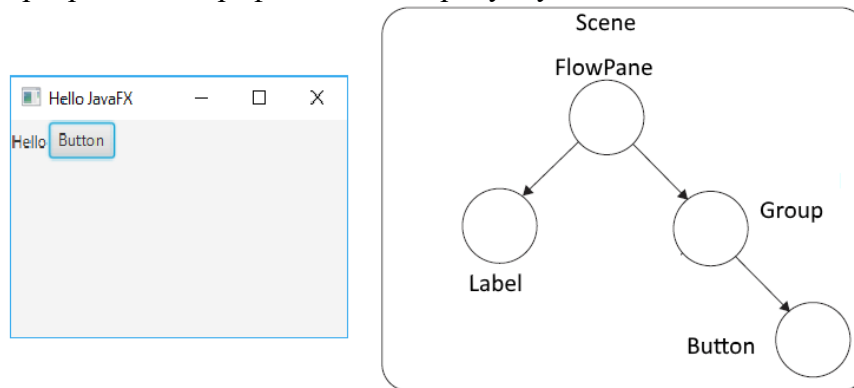 Hello JavaFX
Hello Button
Scene
FlowPane
Group
Label
Button